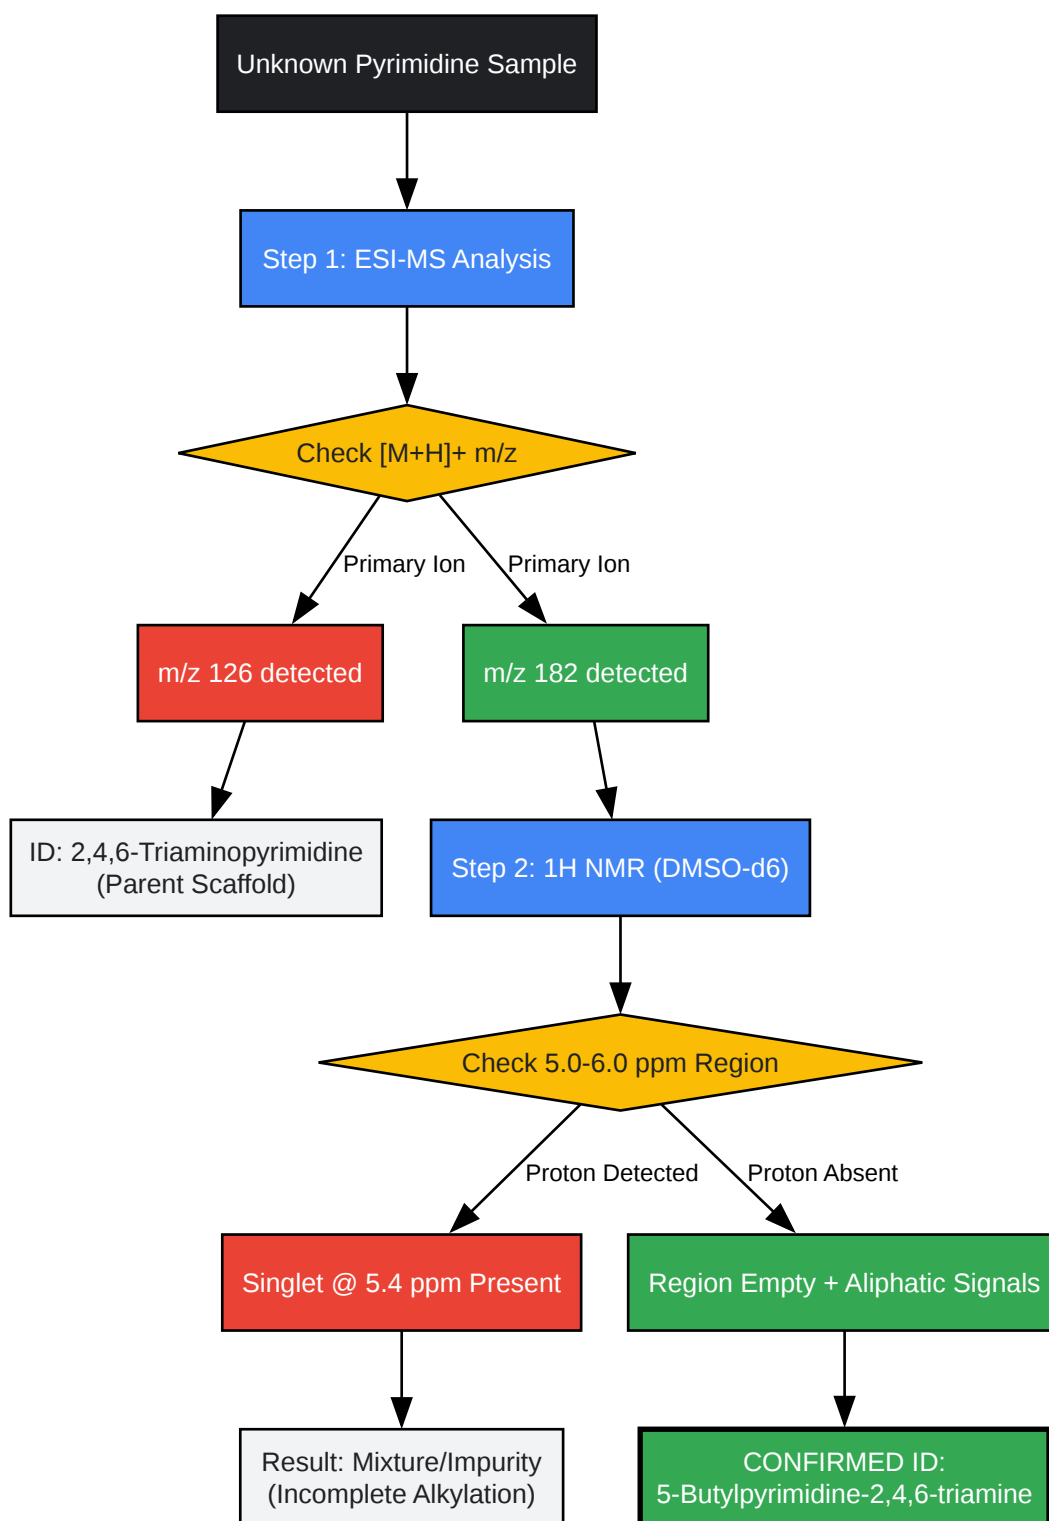 Unknown Pyrimidine Sample
Step 1: ESI-MS Analysis
Check [M+H]+ m/z
Primary Ion
Primary Ion
m/z 126 detected
m/z 182 detected
ID: 2,4,6-Triaminopyrimidine
(Parent Scaffold)
Step 2: 1H NMR (DMSO-d6)
Check 5.0-6.0 ppm Region
Proton Detected
Proton Absent
Singlet @ 5.4 ppm Present
Region Empty + Aliphatic Signals
Result: Mixture/Impurity
(Incomplete Alkylation)
CONFIRMED ID:
5-Butylpyrimidine-2,4,6-triamine